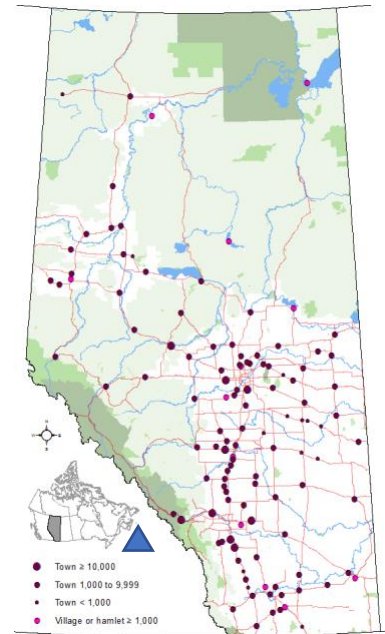 Town ≥ 10,000
Town 1,000 to 9,999
Town < 1,000
Village or hamlet ≥ 1,000